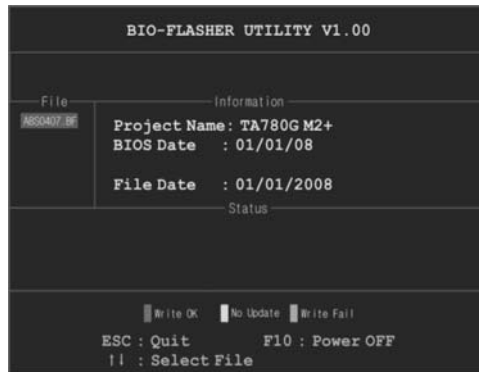 BIO-FLASHER UTILITY V1.00
File
Information
A8S0407.BF
Project Name: TA780G M2+
BIOS Date : 01/01/08
File Date : 01/01/2008
Status
Write OK No Update Write Fail
ESC : Quit F10 : Power OFF
↑↓ : Select File